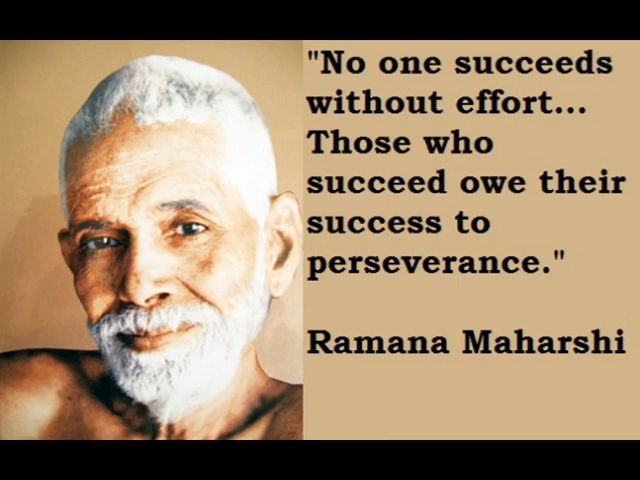 "No one succeeds
without effort...
Those who
succeed owe their
success to
perseverance."
Ramana Maharshi